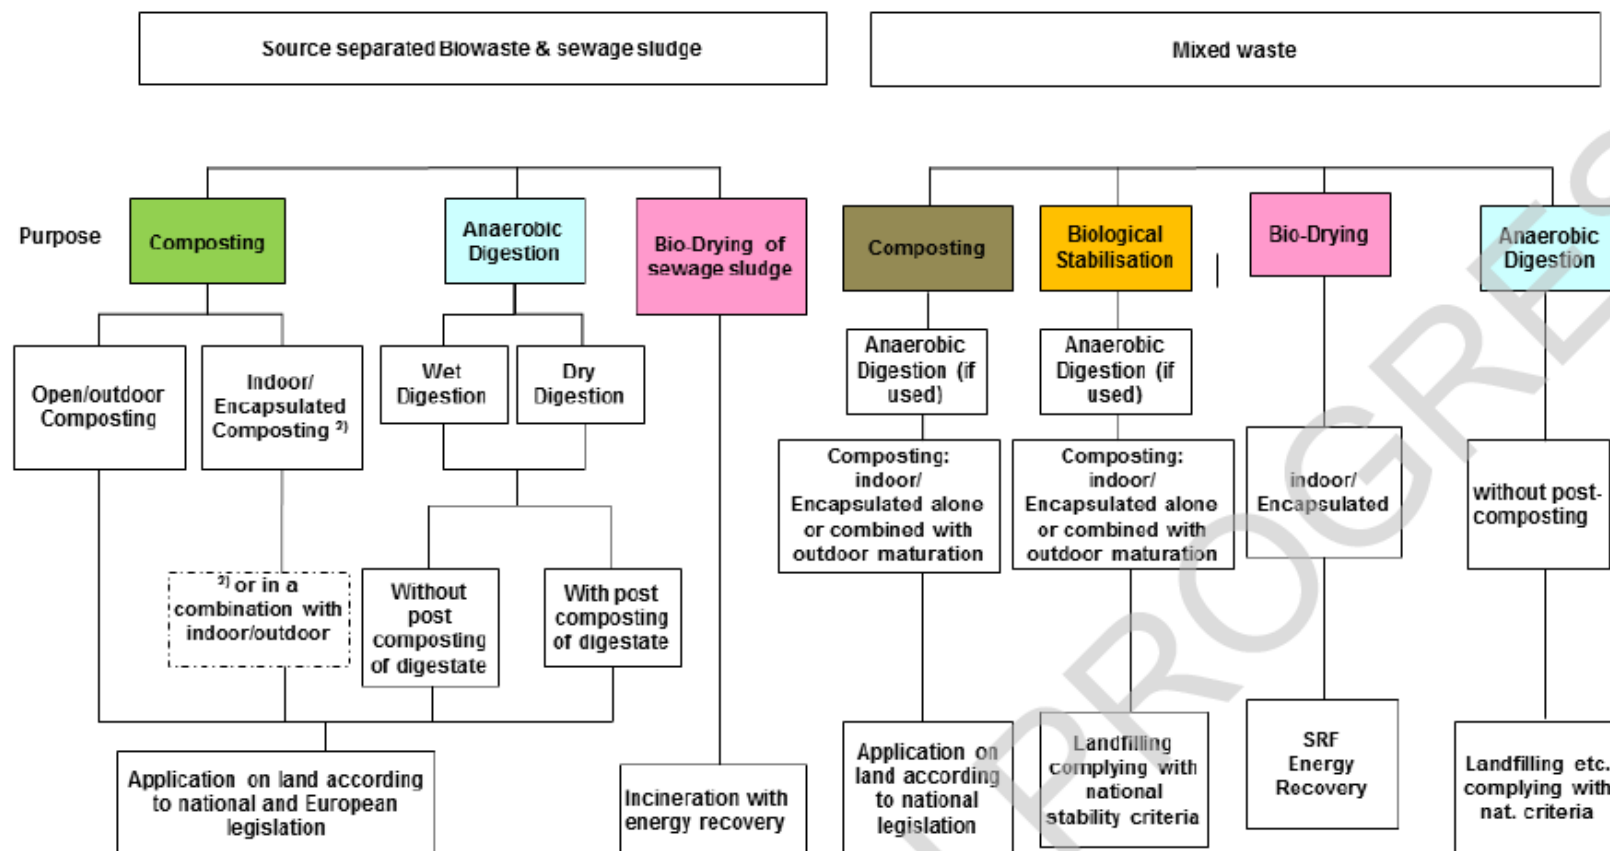 Source separated Biowaste & sewage sludge
Mixed waste
Purpose
Composting
Anaerobic
Digestion
Bio-Drying of
sewage sludge
Composting
Biological
Stabilisation
Bio-Drying
Anaerobic
Digestion
Open/outdoor
Composting
Indoor/
Encapsulated
Composting ²⁾
Wet
Digestion
Dry
Digestion
Anaerobic
Digestion (if
used)
Anaerobic
Digestion (if
used)
Composting:
indoor/
Encapsulated alone
or combined with
outdoor maturation
Composting:
indoor/
Encapsulated alone
or combined with
outdoor maturation
indoor/
Encapsulated
without post-
composting
²⁾ or in a
combination with
indoor/outdoor
Without
post
composting
of digestate
With post
composting
of digestate
Application on land according
to national and European
legislation
Incineration with
energy recovery
Application on
land according
to national
legislation
Landfilling
complying with
national
stability criteria
SRF
Energy
Recovery
Landfilling etc.
complying with
nat. criteria
PROGRES